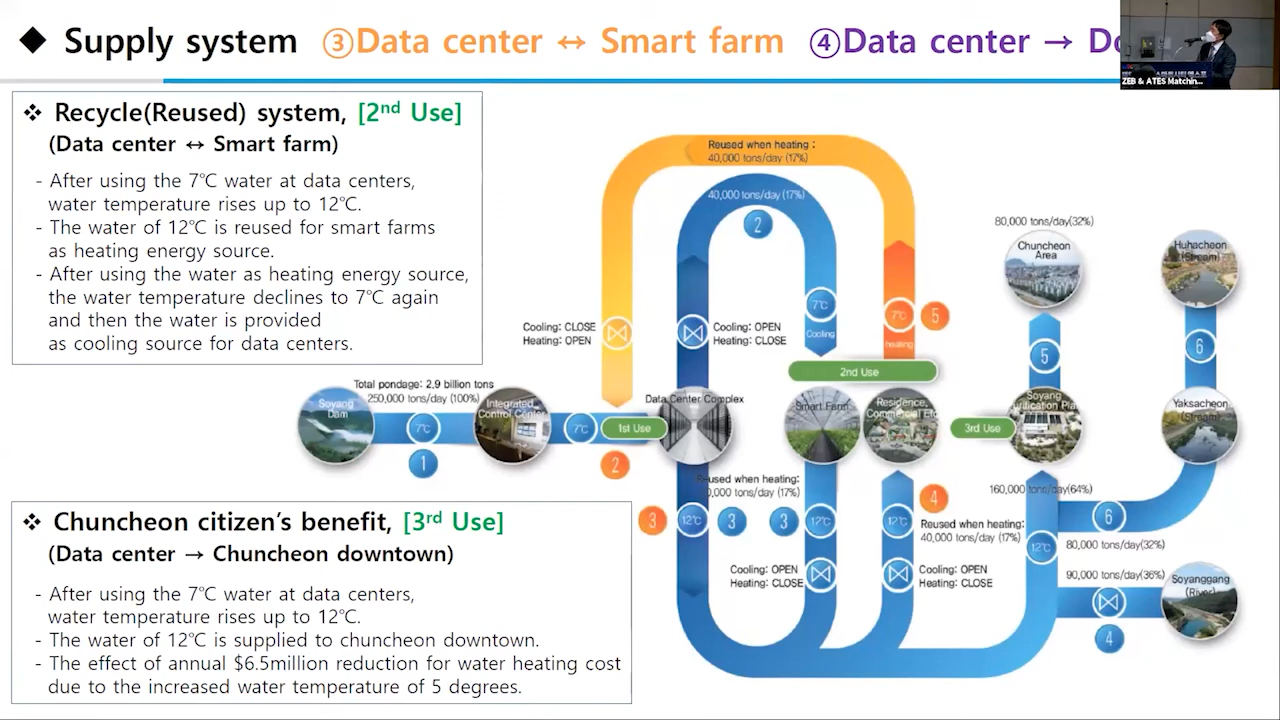 ◆ Supply system ③Data center ↔ Smart farm ④Data center → Do
ZEB & ATES Matchin...
❖ Recycle(Reused) system, [2nd Use]
(Data center ↔ Smart farm)
- After using the 7℃ water at data centers,
water temperature rises up to 12℃.
- The water of 12℃ is reused for smart farms
as heating energy source.
- After using the water as heating energy source,
the water temperature declines to 7℃ again
and then the water is provided
as cooling source for data centers.
Reused when heating :
40,000 tons/day (17%)
40,000 tons/day (17%)
2
80,000 tons/day(32%)
Chuncheon
Area
Huhacheon
(Stream)
7℃
Cooling
7℃
heating
5
Cooling: CLOSE
Heating: OPEN
Cooling: OPEN
Heating: CLOSE
5
6
2nd Use
Total pondage: 2,9 billion tons
250,000 tons/day (100%)
Soyang
Dam
7℃
1
Integrated
Control Center
7℃
1st Use
2
Data Center Complex
Smart Farm
Residence,
Commercial Etc
3rd Use
Soyang
Yaksacheon
(Stream)
Reused when heating:
0,000 tons/day (17%)
3
12℃
3
3
12℃
4
12℃
Reused when heating:
40,000 tons/day (17%)
160,000 tons/day(64%)
12℃
6
80,000 tons/day(32%)
90,000 tons/day(36%)
4
Soyanggang
(River)
Cooling: OPEN
Heating: CLOSE
Cooling: OPEN
Heating: CLOSE
❖ Chuncheon citizen's benefit, [3rd Use]
(Data center → Chuncheon downtown)
- After using the 7℃ water at data centers,
water temperature rises up to 12℃.
- The water of 12℃ is supplied to chuncheon downtown.
- The effect of annual $6.5million reduction for water heating cost
due to the increased water temperature of 5 degrees.